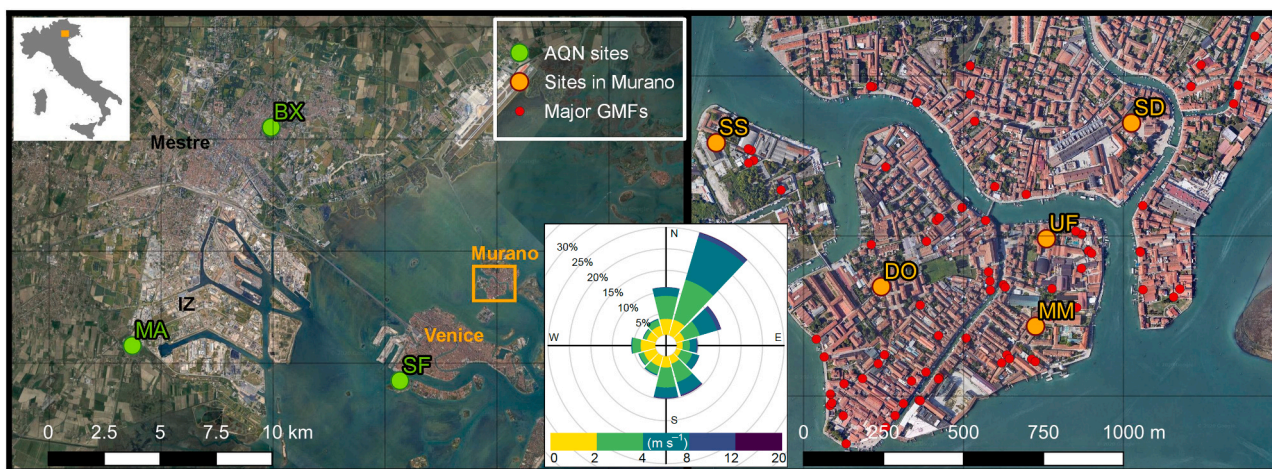 BX
Mestre
IZ
MA
SF
Murano
Venice
0 2.5 5 7.5 10 km
AQN sites
Sites in Murano
Major GMFs
N
30%
25%
20%
15%
10%
5%
W
E
S
(m s⁻¹)
0 2 4 8 12 20
SS
SD
UF
DO
MM
0 250 500 750 1000 m